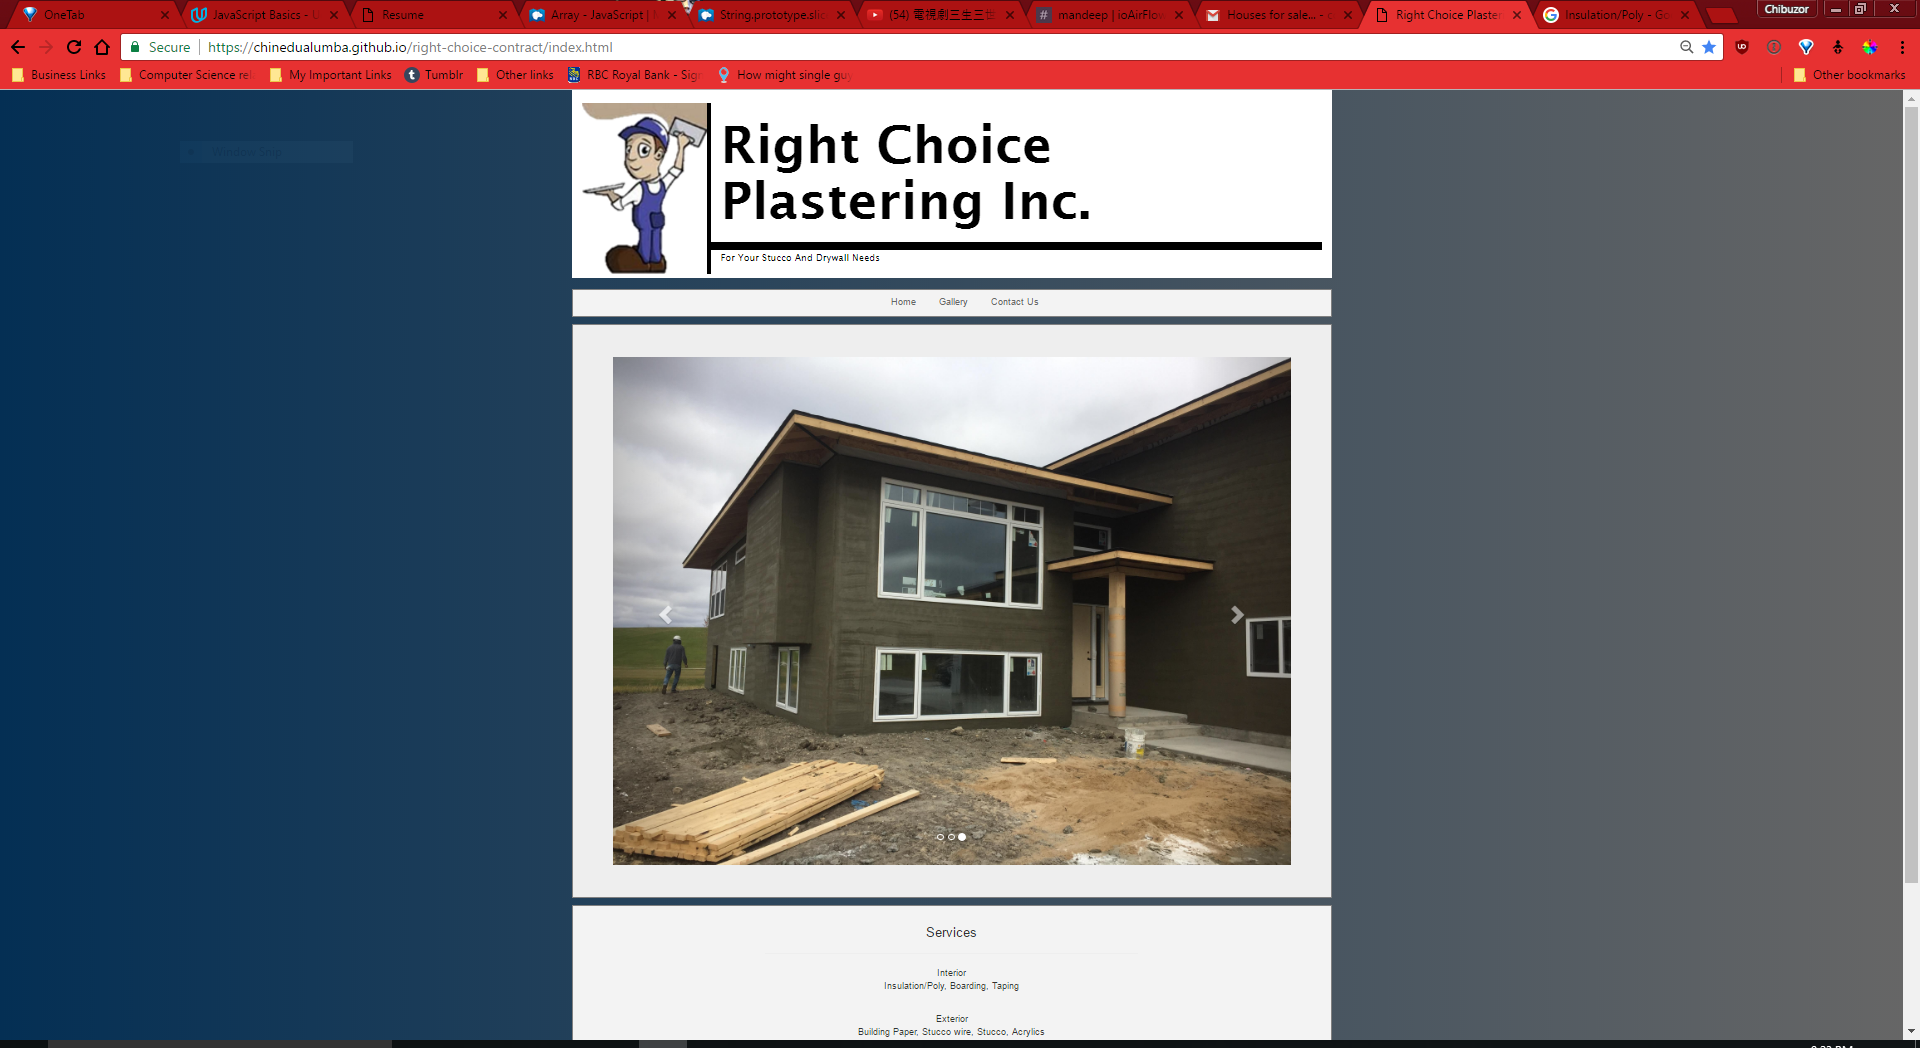 OneTab
JavaScript Basics - U
Resume
Array - JavaScript | M
String.prototype.slic
(54) 電視劇三生三世
mandeep | ioAirFlow
Houses for sale... - c
Right Choice Plaster
Insulation/Poly - Go
Chibuzor
Secure
https://chinedualumba.github.io/right-choice-contract/index.html
Business Links
Computer Science rel
My Important Links
Tumblr
Other links
RBC Royal Bank - Sig
How might single guy
Other bookmarks
Window Snip
Right Choice
Plastering Inc.
For Your Stucco And Drywall Needs
Home
Gallery
Contact Us
Services
Interior
Insulation/Poly, Boarding, Taping
Exterior
Building Paper, Stucco wire, Stucco, Acrylics